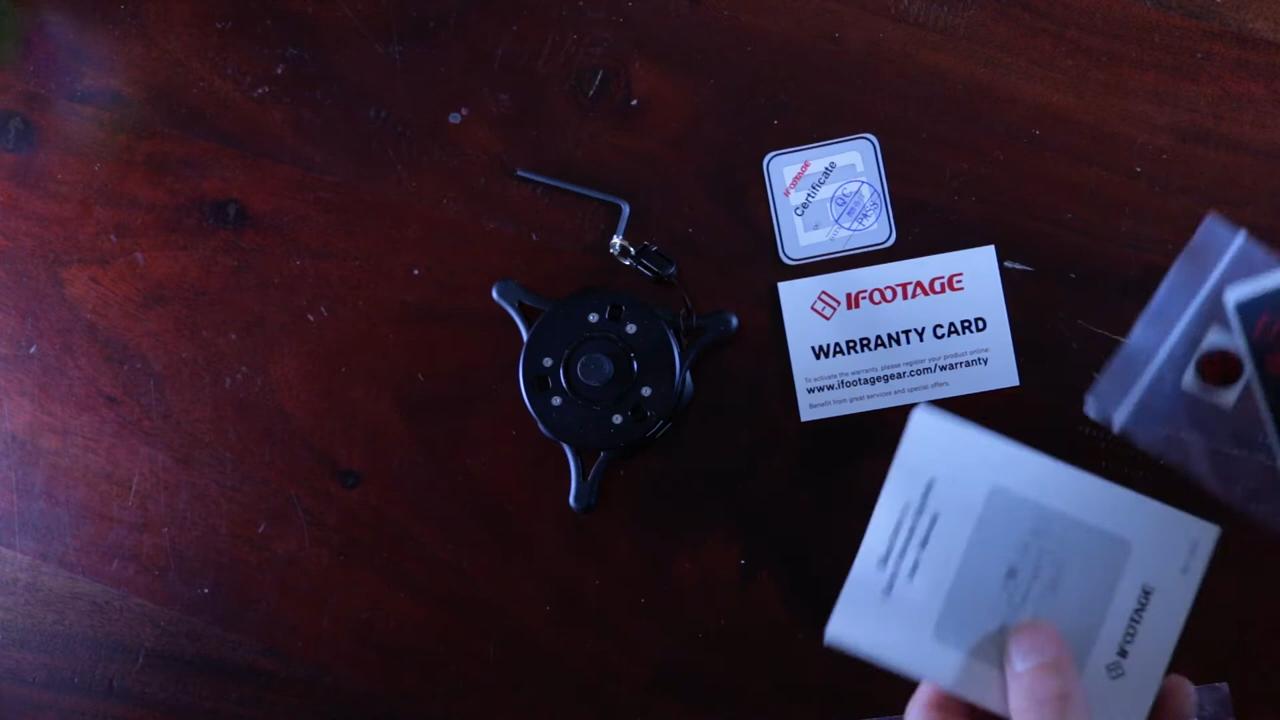 IFOOTAGE
Certificate
QC
PASS
IFOOTAGE
WARRANTY CARD
To activate the warranty, please register your product online:
www.ifootagegear.com/warranty
Benefit from great services and special offers.
IFOOTAGE